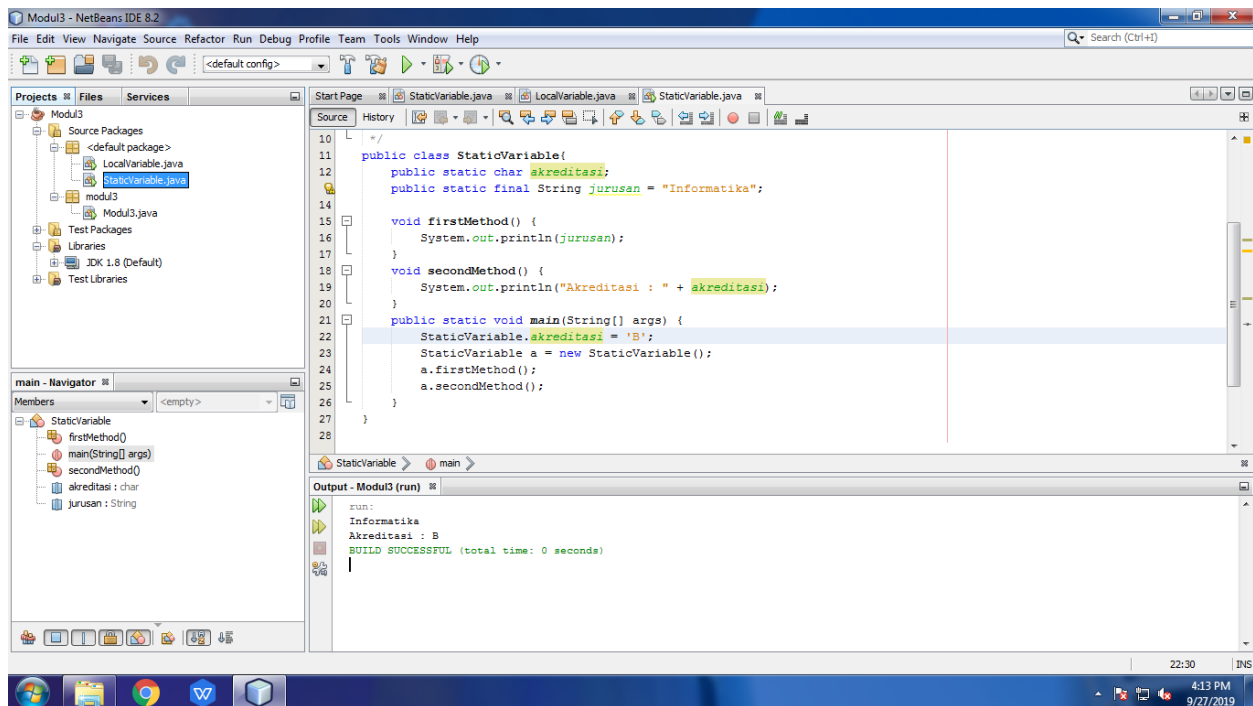 Modul3 - NetBeans IDE 8.2
File Edit View Navigate Source Refactor Run Debug Profile Team Tools Window Help
Search (Ctrl+I)
<default config>
Projects Files Services
Start Page StaticVariable.java LocalVariable.java StaticVariable.java
Source History
Modul3
Source Packages
<default package>
LocalVariable.java
StaticVariable.java
modul3
Modul3.java
Test Packages
Libraries
JDK 1.8 (Default)
Test Libraries
10 */
11 public class StaticVariable{
12 public static char akreditasi;
public static final String jurusan = "Informatika";
14
15 void firstMethod() {
16 System.out.println(jurusan);
17 }
18 void secondMethod() {
19 System.out.println("Akreditasi : " + akreditasi);
20 }
21 public static void main(String[] args) {
22 StaticVariable.akreditasi = 'B';
23 StaticVariable a = new StaticVariable();
24 a.firstMethod();
25 a.secondMethod();
26 }
27 }
28
StaticVariable main
main - Navigator
Members <empty>
StaticVariable
firstMethod()
main(String[] args)
secondMethod()
akreditasi : char
jurusan : String
Output - Modul3 (run)
run:
Informatika
Akreditasi : B
BUILD SUCCESSFUL (total time: 0 seconds)
22:30 INS
4:13 PM
9/27/2019